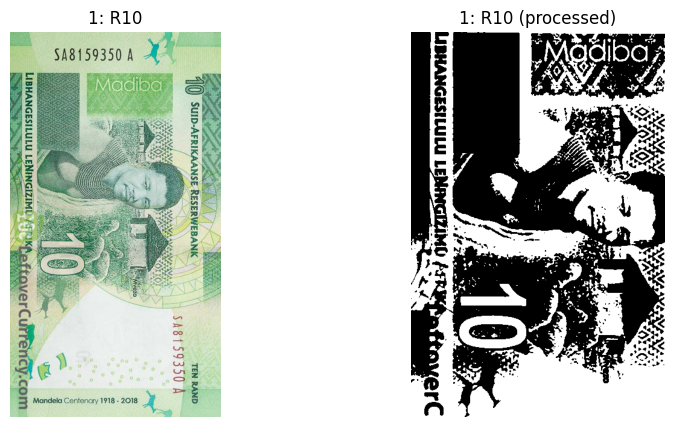 1: R10
SA8159350 A
Madiba
10 SUID-AFRIKAANSE RESERWEBANK
LIBHANGESILULU LENINGIZIMU
10
LeftoverCurrency.com
SA8159350 A
TEN RAND
Mandela Centenary 1918 - 2018
1: R10 (processed)
Madiba
LIBHANGESILULU LENINGIZIMU AFRIKA
10
LeftoverC